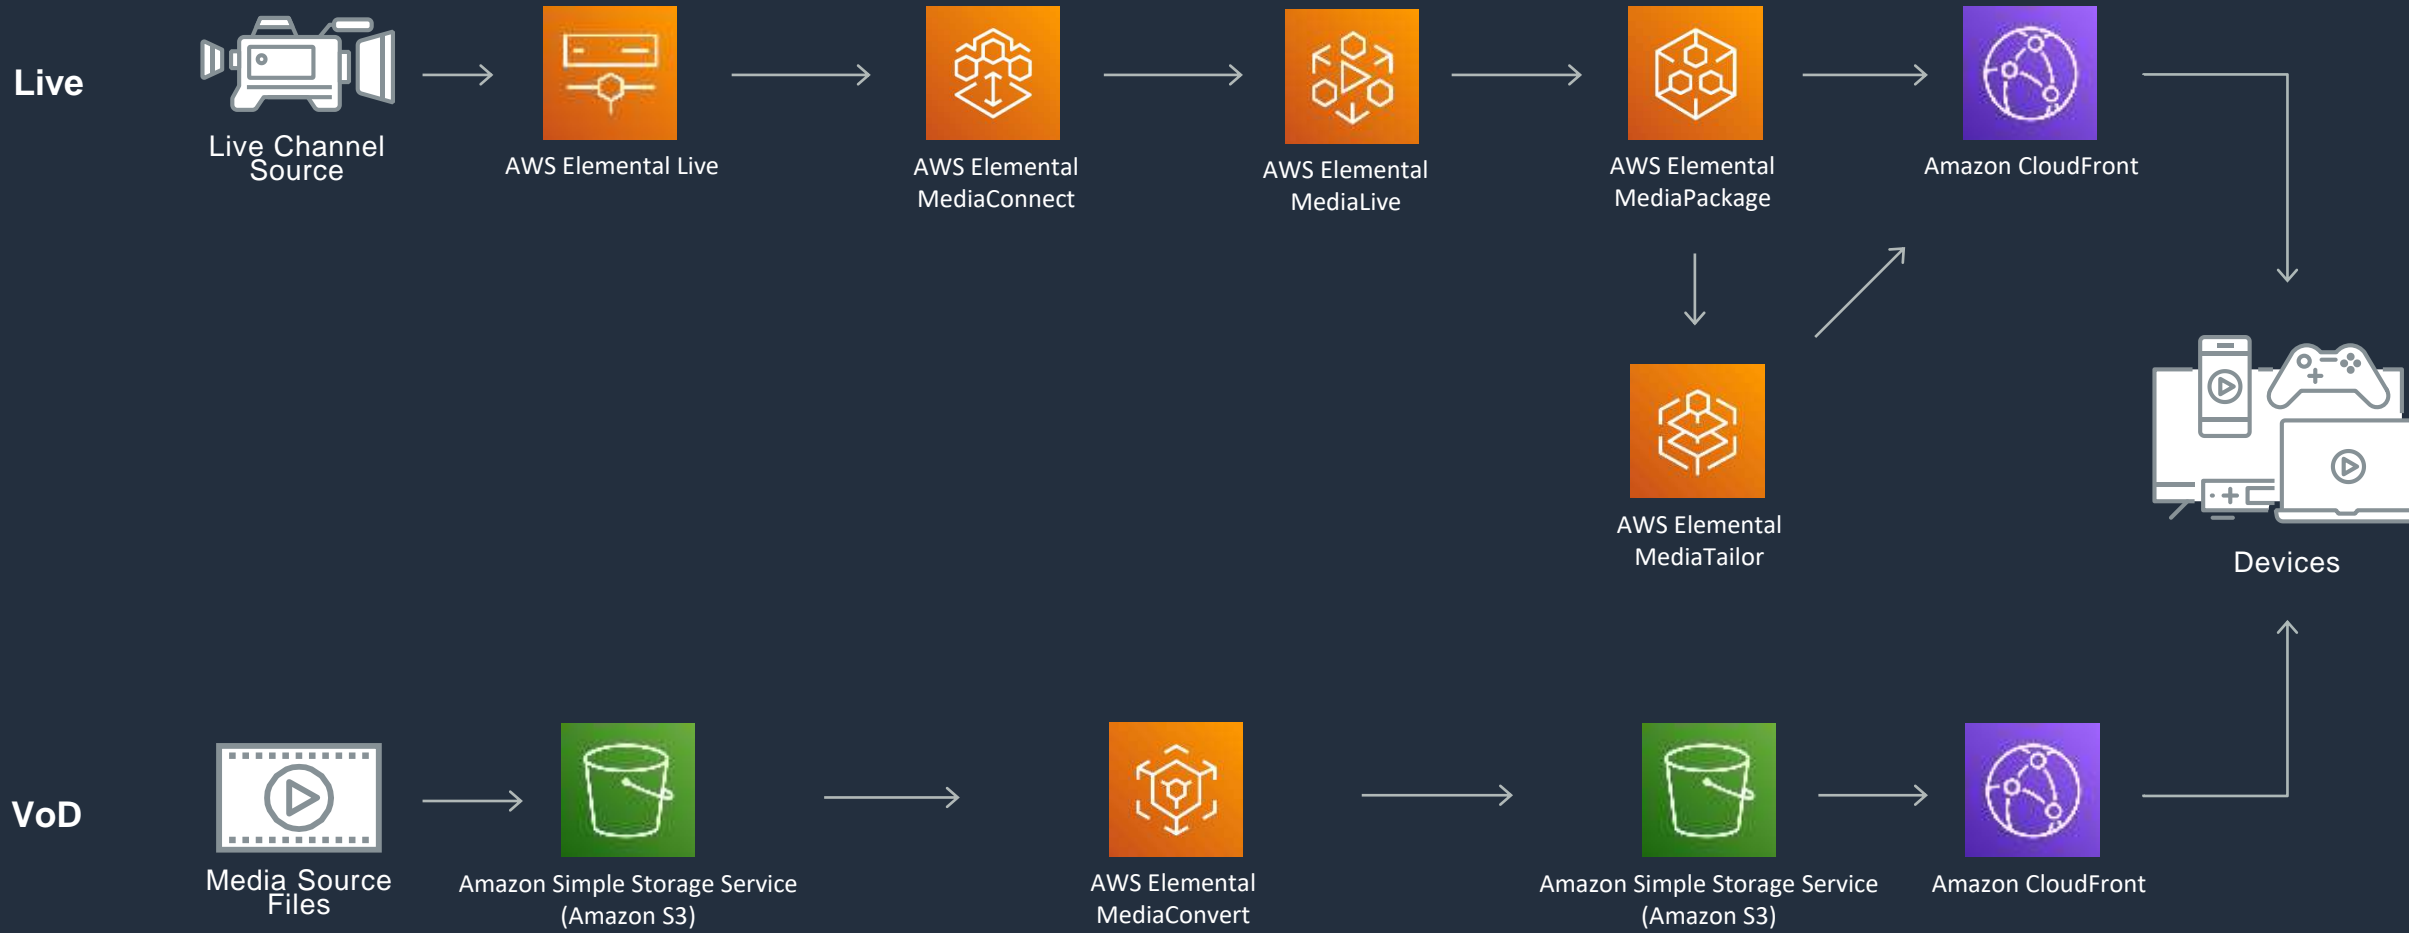 Live
Live Channel
Source
AWS Elemental Live
AWS Elemental
MediaConnect
AWS Elemental
MediaLive
AWS Elemental
MediaPackage
Amazon CloudFront
AWS Elemental
MediaTailor
Devices
VoD
Media Source
Files
Amazon Simple Storage Service
(Amazon S3)
AWS Elemental
MediaConvert
Amazon Simple Storage Service
(Amazon S3)
Amazon CloudFront